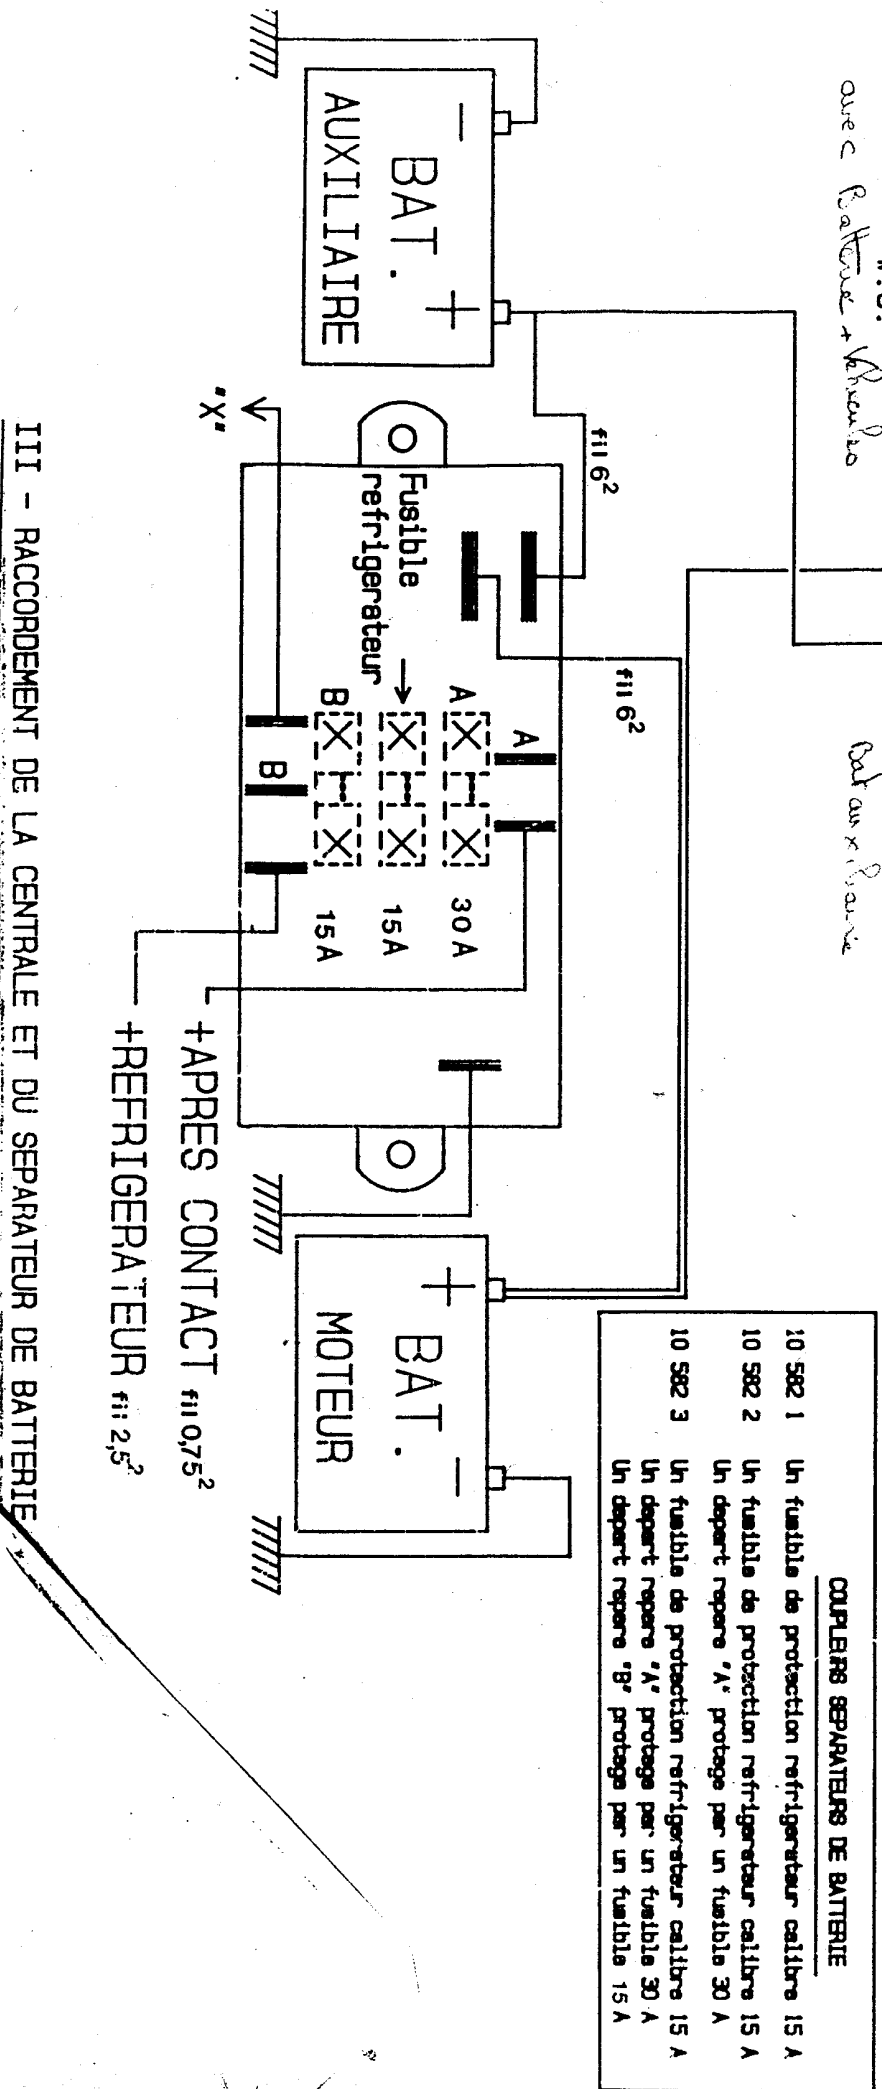 avec Batterie + Véhicules
Bat auxiliaire
COUPLEURS SEPARATEURS DE BATTERIE
10 582 1 Un fusible de protection refrigerateur calibre 15 A
10 582 2 Un fusible de protection refrigerateur calibre 15 A
Un depart repere "A" protege par un fusible 30 A
10 582 3 Un fusible de protection refrigerateur calibre 15 A
Un depart repere "A" protege par un fusible 30 A
Un depart repere "B" protege par un fusible 15 A
fil 6²
fil 6²
- +
BAT.
AUXILIAIRE
+ -
BAT.
MOTEUR
A
A 30 A
Fusible
refrigerateur 15 A
B 15 A
B
"X"
+APRES CONTACT fil 0,75²
+REFRIGERATEUR fil 2,5²
III - RACCORDEMENT DE LA CENTRALE ET DU SEPARATEUR DE BATTERIE